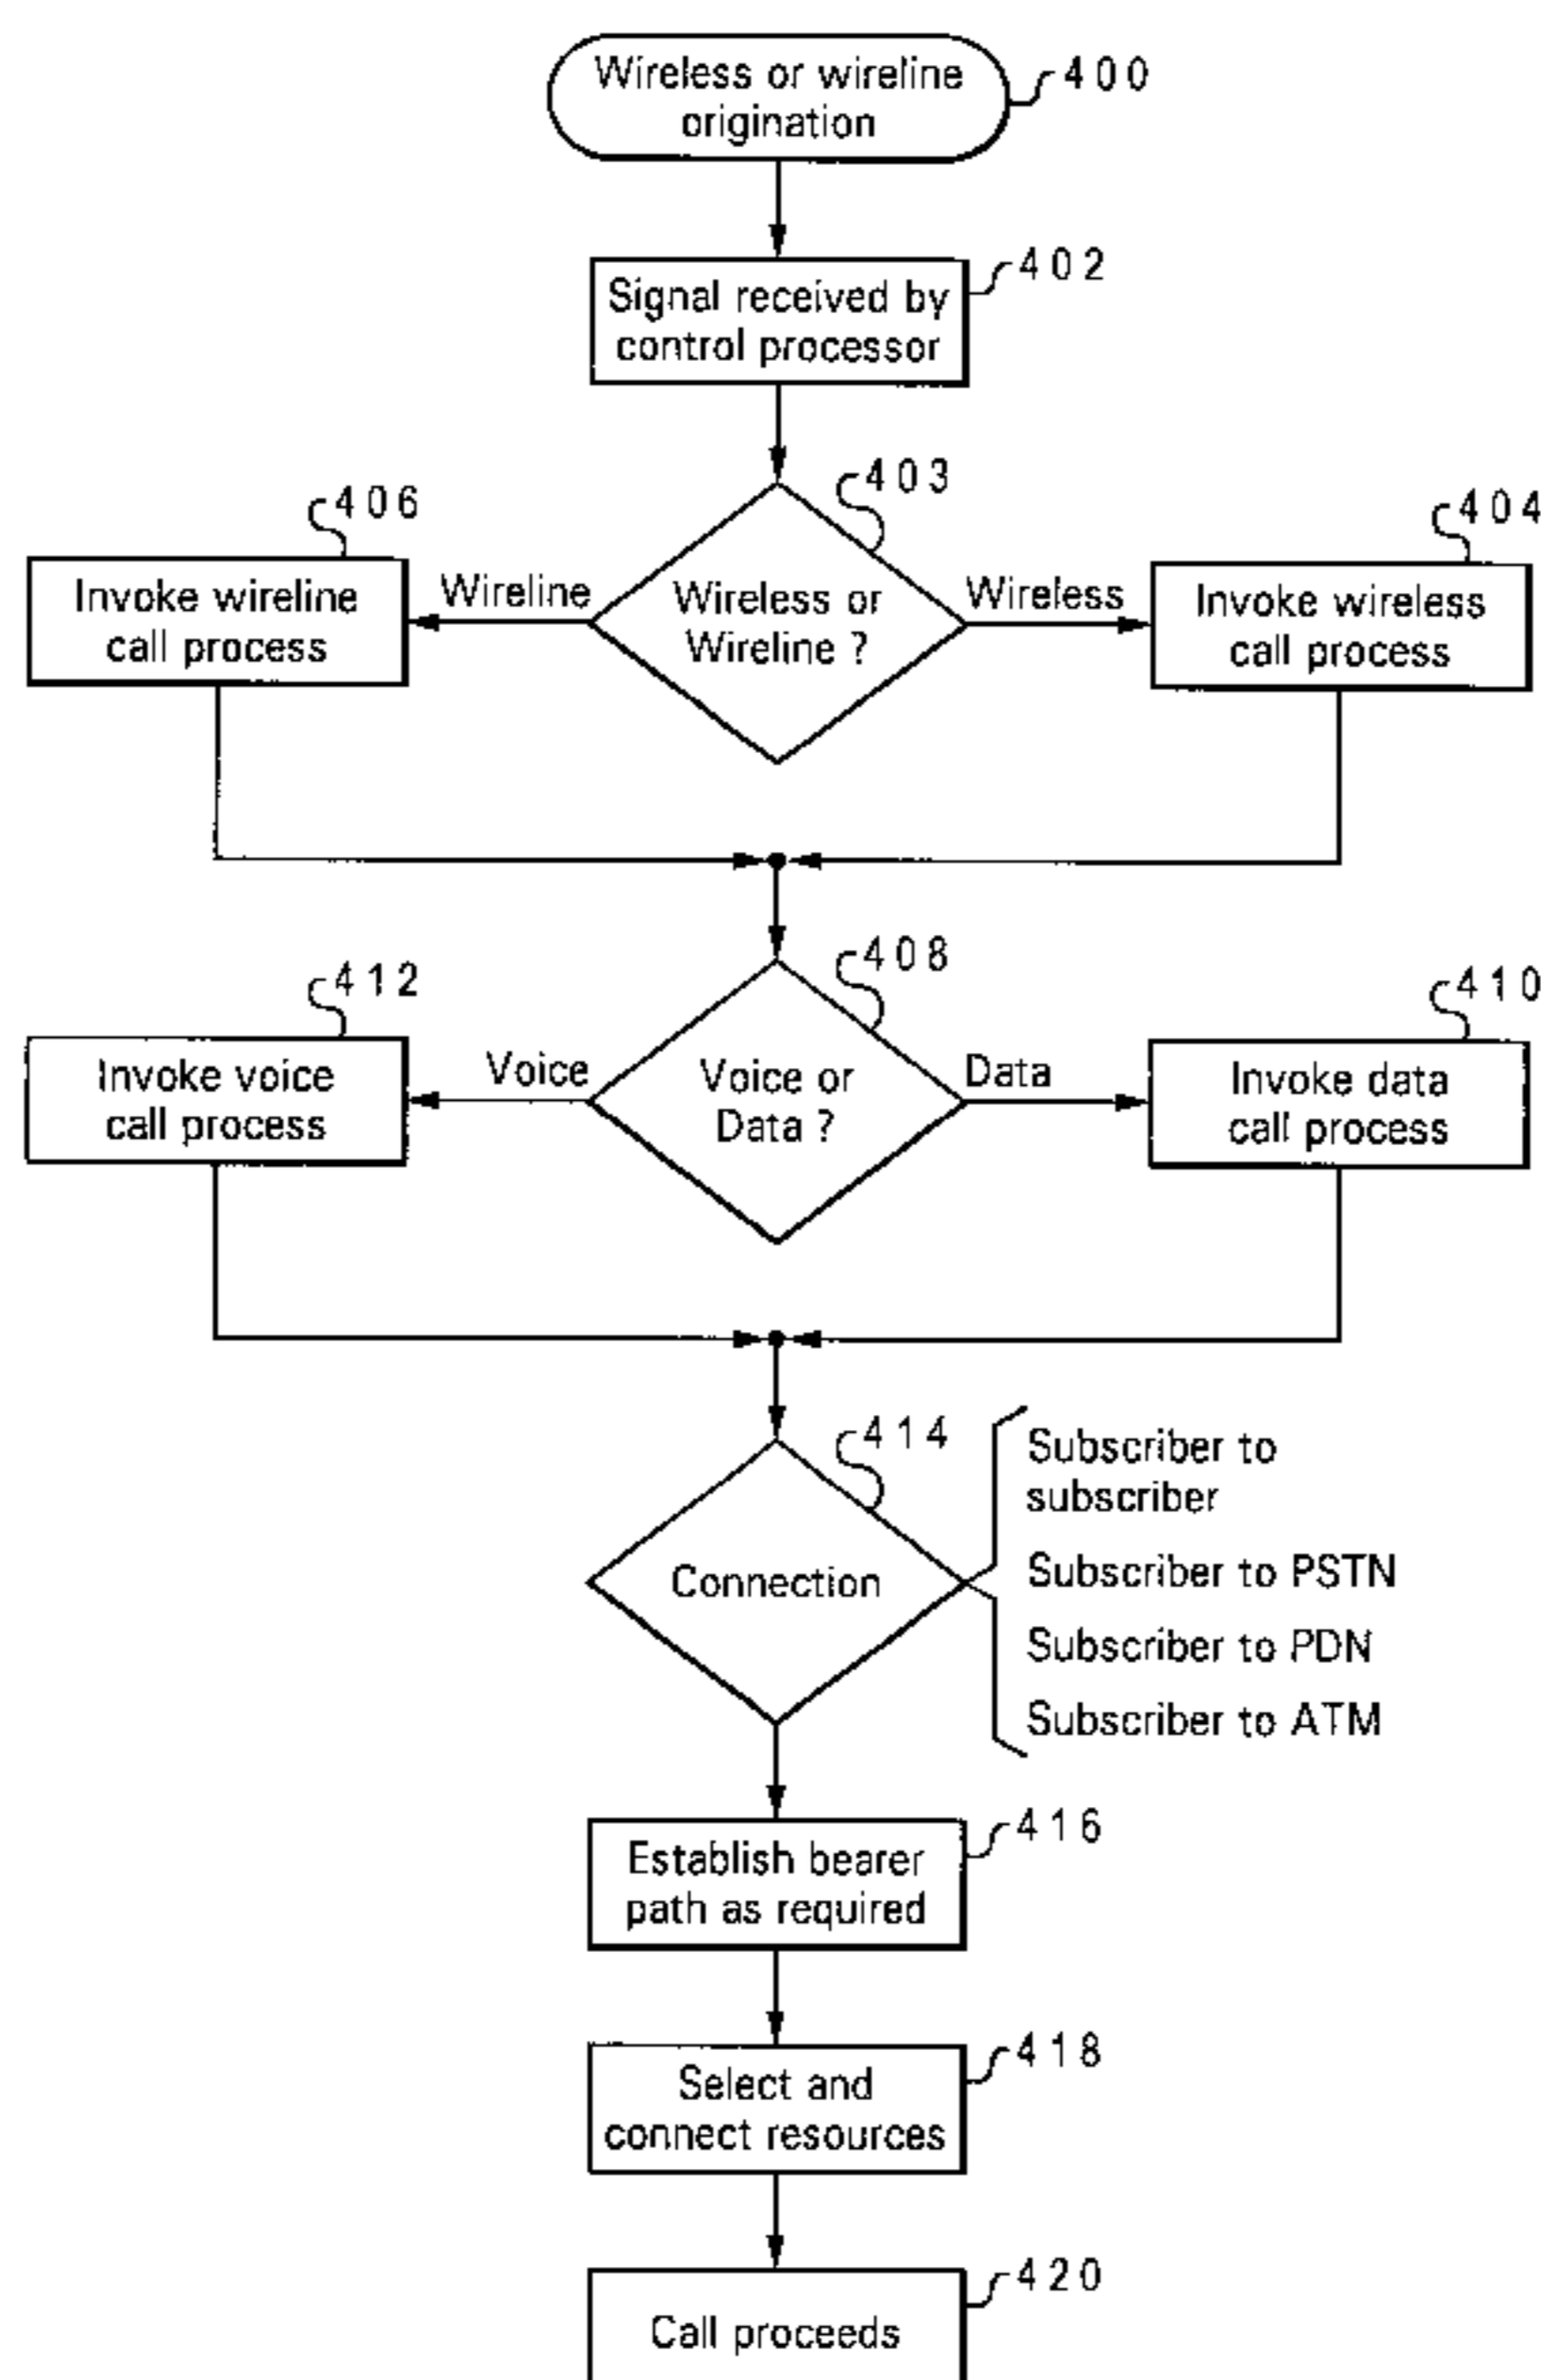 Wireless or wireline
origination
400
Signal received by
control processor
402
403
Wireless or
Wireline ?
Wireline
Wireless
406
Invoke wireline
call process
404
Invoke wireless
call process
408
Voice or
Data ?
Voice
Data
412
Invoke voice
call process
410
Invoke data
call process
414
Connection
Subscriber to
subscriber
Subscriber to PSTN
Subscriber to PDN
Subscriber to ATM
416
Establish bearer
path as required
418
Select and
connect resources
420
Call proceeds